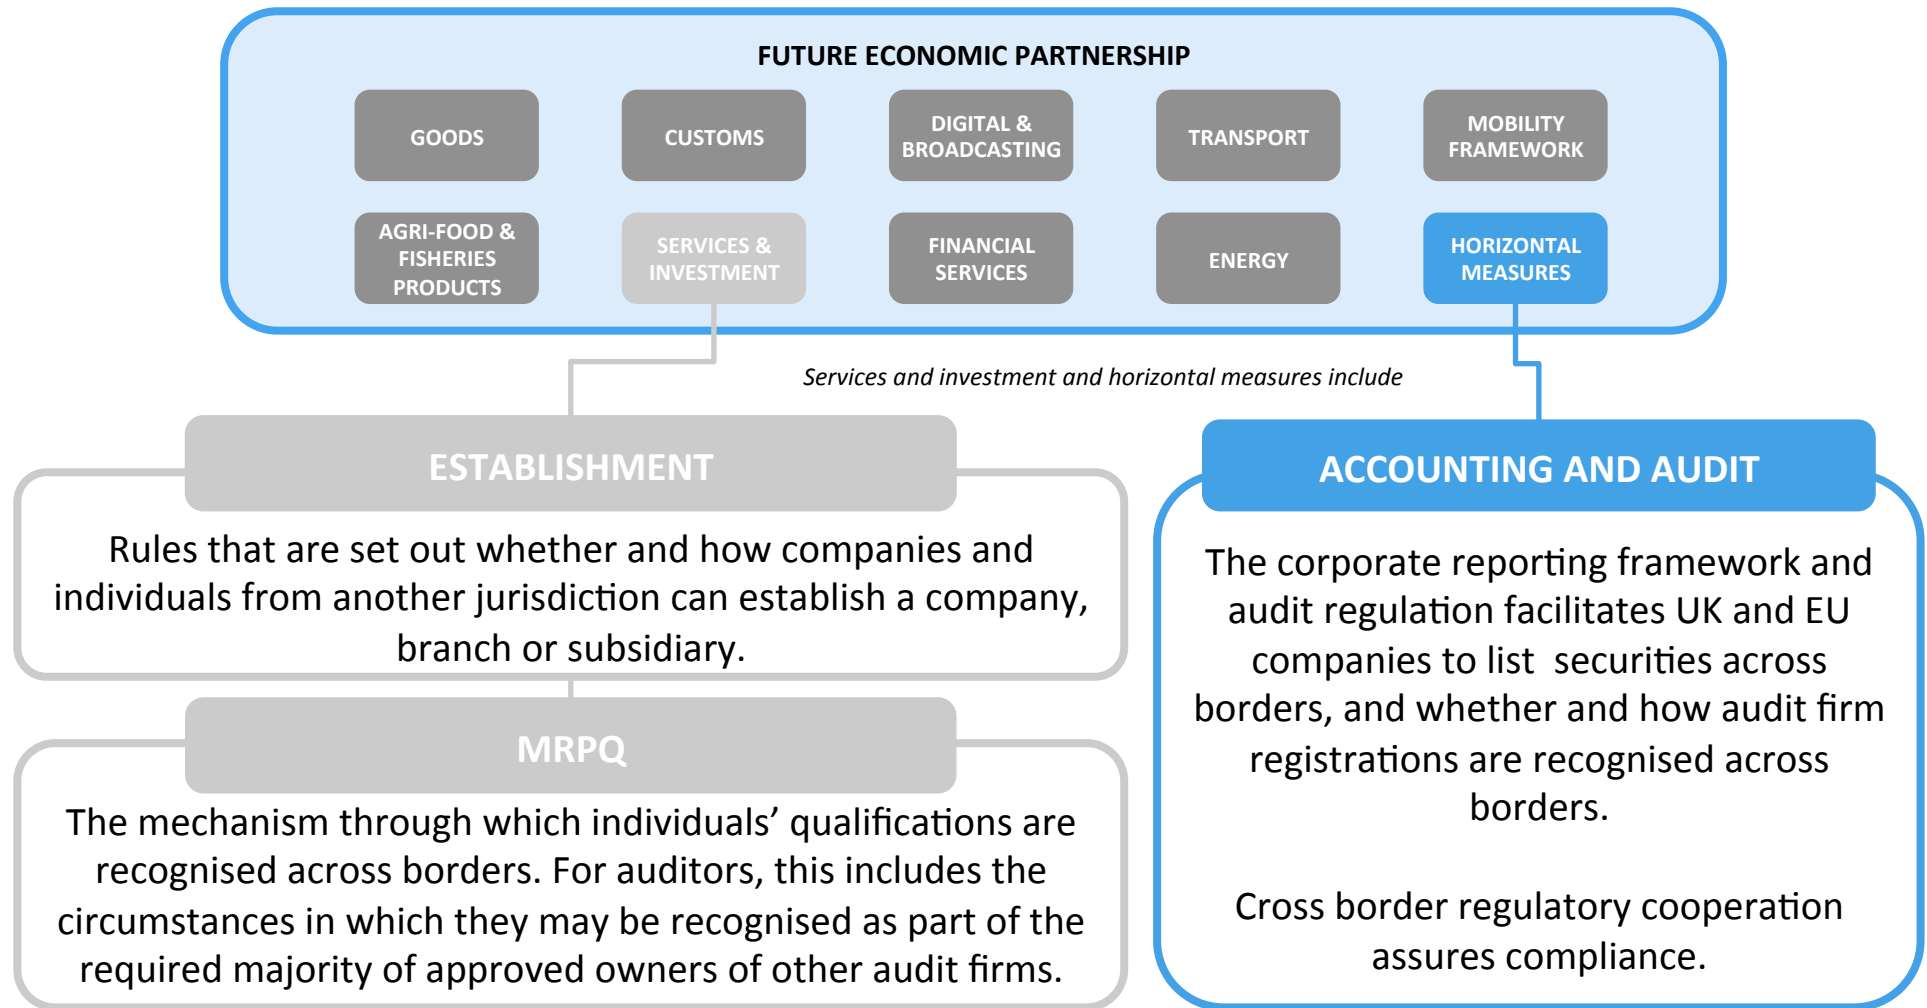 FUTURE ECONOMIC PARTNERSHIP
GOODS
CUSTOMS
DIGITAL &
BROADCASTING
TRANSPORT
MOBILITY
FRAMEWORK
AGRI-FOOD &
FISHERIES
PRODUCTS
SERVICES &
INVESTMENT
FINANCIAL
SERVICES
ENERGY
HORIZONTAL
MEASURES
Services and investment and horizontal measures include
ESTABLISHMENT
Rules that are set out whether and how companies and
individuals from another jurisdiction can establish a company,
branch or subsidiary.
MRPQ
The mechanism through which individuals’ qualifications are
recognised across borders. For auditors, this includes the
circumstances in which they may be recognised as part of the
required majority of approved owners of other audit firms.
ACCOUNTING AND AUDIT
The corporate reporting framework and
audit regulation facilitates UK and EU
companies to list  securities across
borders, and whether and how audit firm
registrations are recognised across
borders.
Cross border regulatory cooperation
assures compliance.